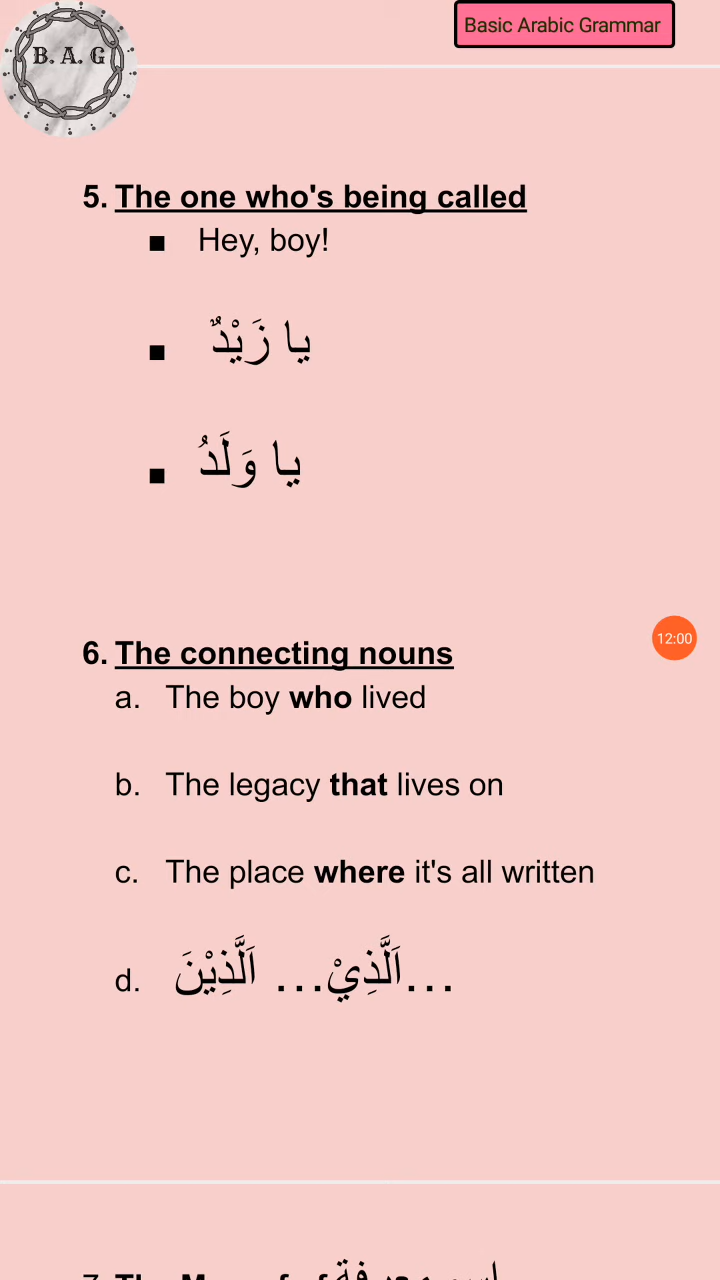 B. A. G
Basic Arabic Grammar
5. The one who's being called
■ Hey, boy!
■ يا زَيْدٌ
■ يا وَلَدُ
12:00
6. The connecting nouns
a. The boy who lived
b. The legacy that lives on
c. The place where it's all written
d. ...اَلَّذِيْ... اَلَّذِيْنَ